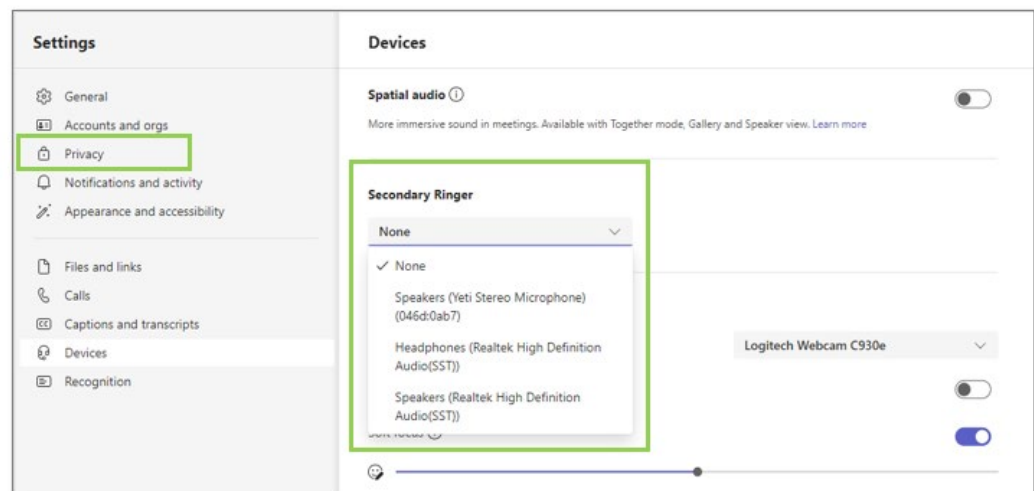 Settings
General
Accounts and orgs
Privacy
Notifications and activity
Appearance and accessibility
Files and links
Calls
Captions and transcripts
Devices
Recognition
Devices
Spatial audio
More immersive sound in meetings. Available with Together mode, Gallery and Speaker view. Learn more
Secondary Ringer
None
None
Speakers (Yeti Stereo Microphone)
(046d:0ab7)
Headphones (Realtek High Definition
Audio(SST))
Speakers (Realtek High Definition
Audio(SST))
Logitech Webcam C930e
Soft focus